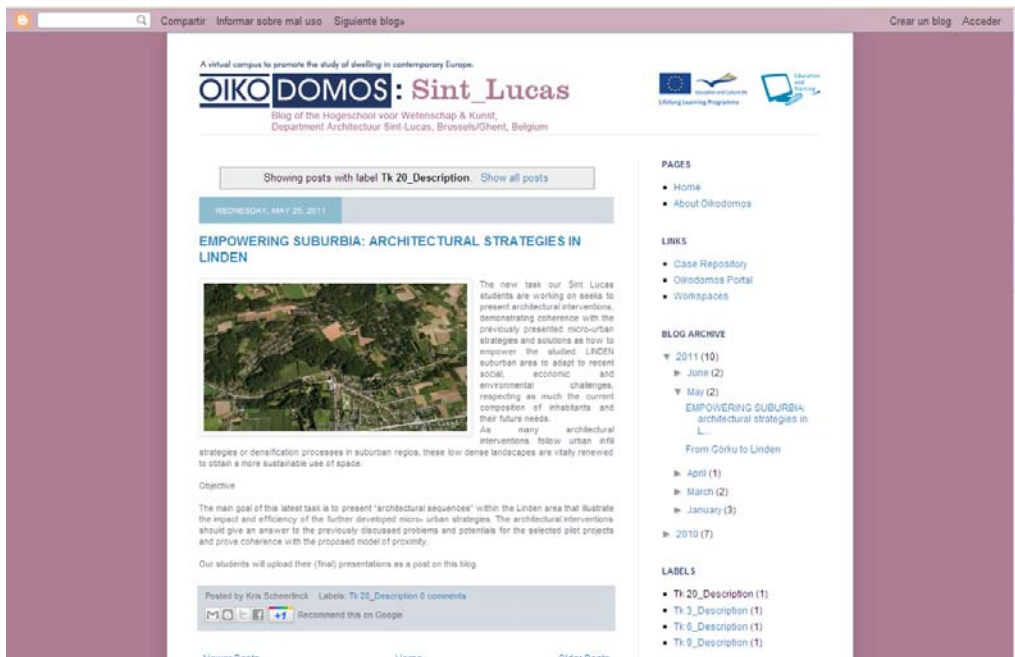 Compartir Informar sobre mal uso Siguiente blog»
Crear un blog Acceder
A virtual campus to promote the study of dwelling in contemporary Europe.
OIKODOMOS: Sint_Lucas
Blog of the Hogeschool voor Wetenschap & Kunst,
Department Architectuur Sint-Lucas, Brussels/Ghent, Belgium
Education and Culture DG
Lifelong Learning Programme
Education
and
Training
Showing posts with label Tk 20_Description. Show all posts
WEDNESDAY, MAY 25, 2011
EMPOWERING SUBURBIA: ARCHITECTURAL STRATEGIES IN
LINDEN
The new task our Sint Lucas
students are working on seeks to
present architectural interventions,
demonstrating coherence with the
previously presented micro-urban
strategies and solutions as how to
empower the studied LINDEN
suburban area to adapt to recent
social, economic and
environmental challenges,
respecting as much the current
composition of inhabitants and
their future needs.
As many architectural
interventions follow urban infill
strategies or densification processes in suburban regios, these low dense landscapes are vitally renewed
to obtain a more sustainable use of space.
Objective
The main goal of this latest task is to present "architectural sequences" within the Linden area that illustrate
the impact and efficiency of the further developed micro- urban strategies. The architectural interventions
should give an answer to the previously discussed problems and potentials for the selected pilot projects
and prove coherence with the proposed model of proximity.
Our students will upload their (final) presentations as a post on this blog.
Posted by Kris Scheerlinck Labels: Tk 20_Description 0 comments
+1 Recommend this on Google
Newer Posts Home Older Posts
PAGES
Home
About Oikodomos
LINKS
Case Repository
Oikodomos Portal
Workspaces
BLOG ARCHIVE
▼ 2011 (10)
► June (2)
▼ May (2)
EMPOWERING SUBURBIA:
architectural strategies in
L...
From Görku to Linden
► April (1)
► March (2)
► January (3)
► 2010 (7)
LABELS
Tk 20_Description (1)
Tk 3_Description (1)
Tk 6_Description (1)
Tk 9_Description (1)